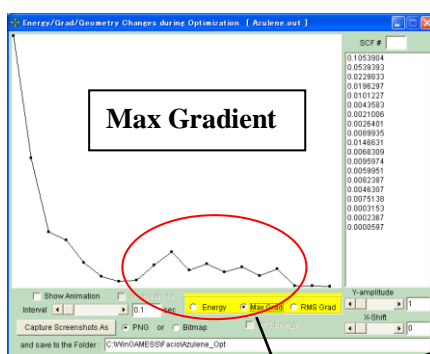 Energy/Grad/Geometry Changes during Optimization [ Azulene.out ]
SCF #
0.1053904
0.0539393
0.0229833
0.0196297
0.0101227
0.0043583
0.0021006
0.0026401
0.0089935
0.0146631
0.0068309
0.0095974
0.0059951
0.0082387
0.0046307
0.0075138
0.0003153
0.0002367
0.0000597
Max Gradient
Show Animation
Y-amplitude
Interval 0.1 sec
Energy Max Grad RMS Grad
1
X-Shift
Capture Screenshots As PNG or Bitmap
Energy
0
and save to the Folder : C:\WinGAMESS\Facio\Azulene_Opt